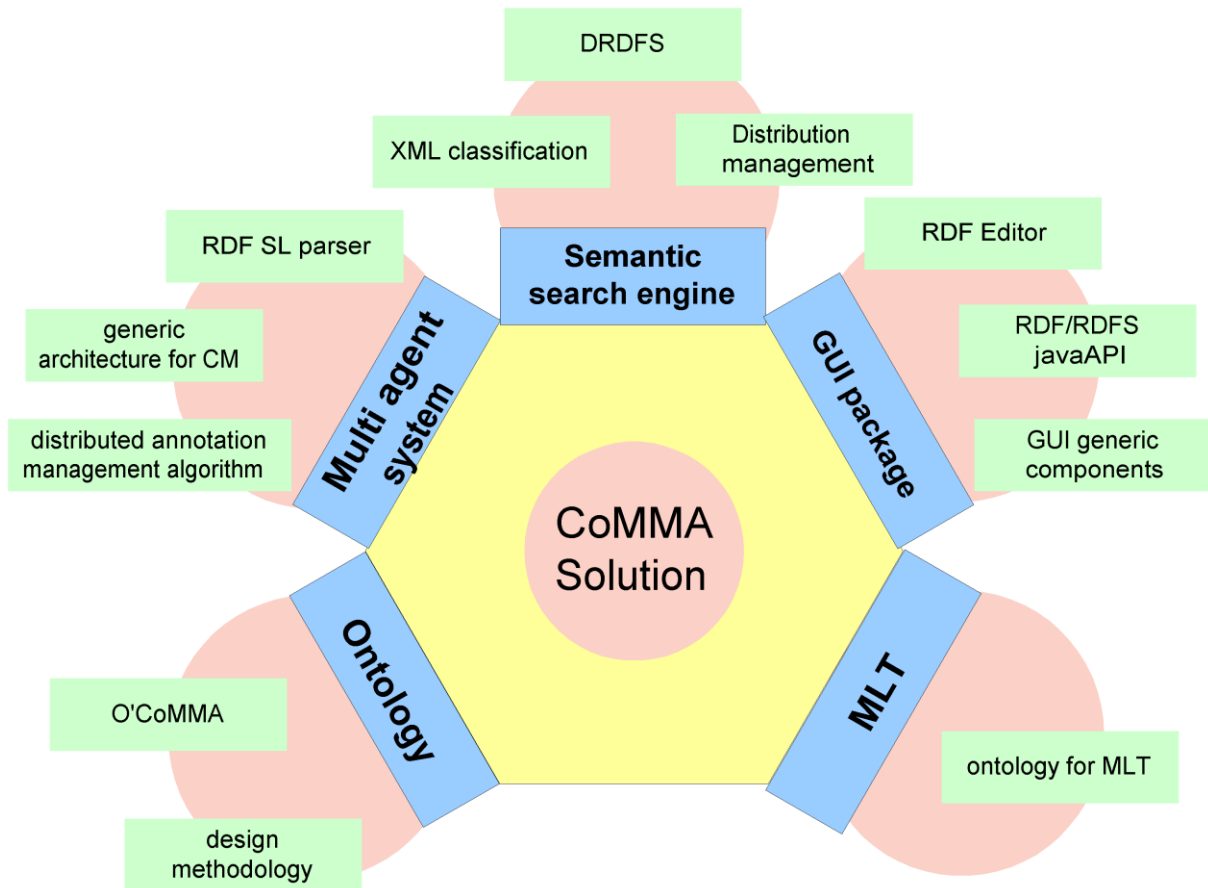 DRDFS
XML classification
Distribution
management
Semantic
search engine
RDF SL parser
generic
architecture for CM
distributed annotation
management algorithm
Multi agent
system
RDF Editor
RDF/RDFS
javaAPI
GUI generic
components
GUI package
CoMMA
Solution
Ontology
O'CoMMA
design
methodology
MLT
ontology for MLT